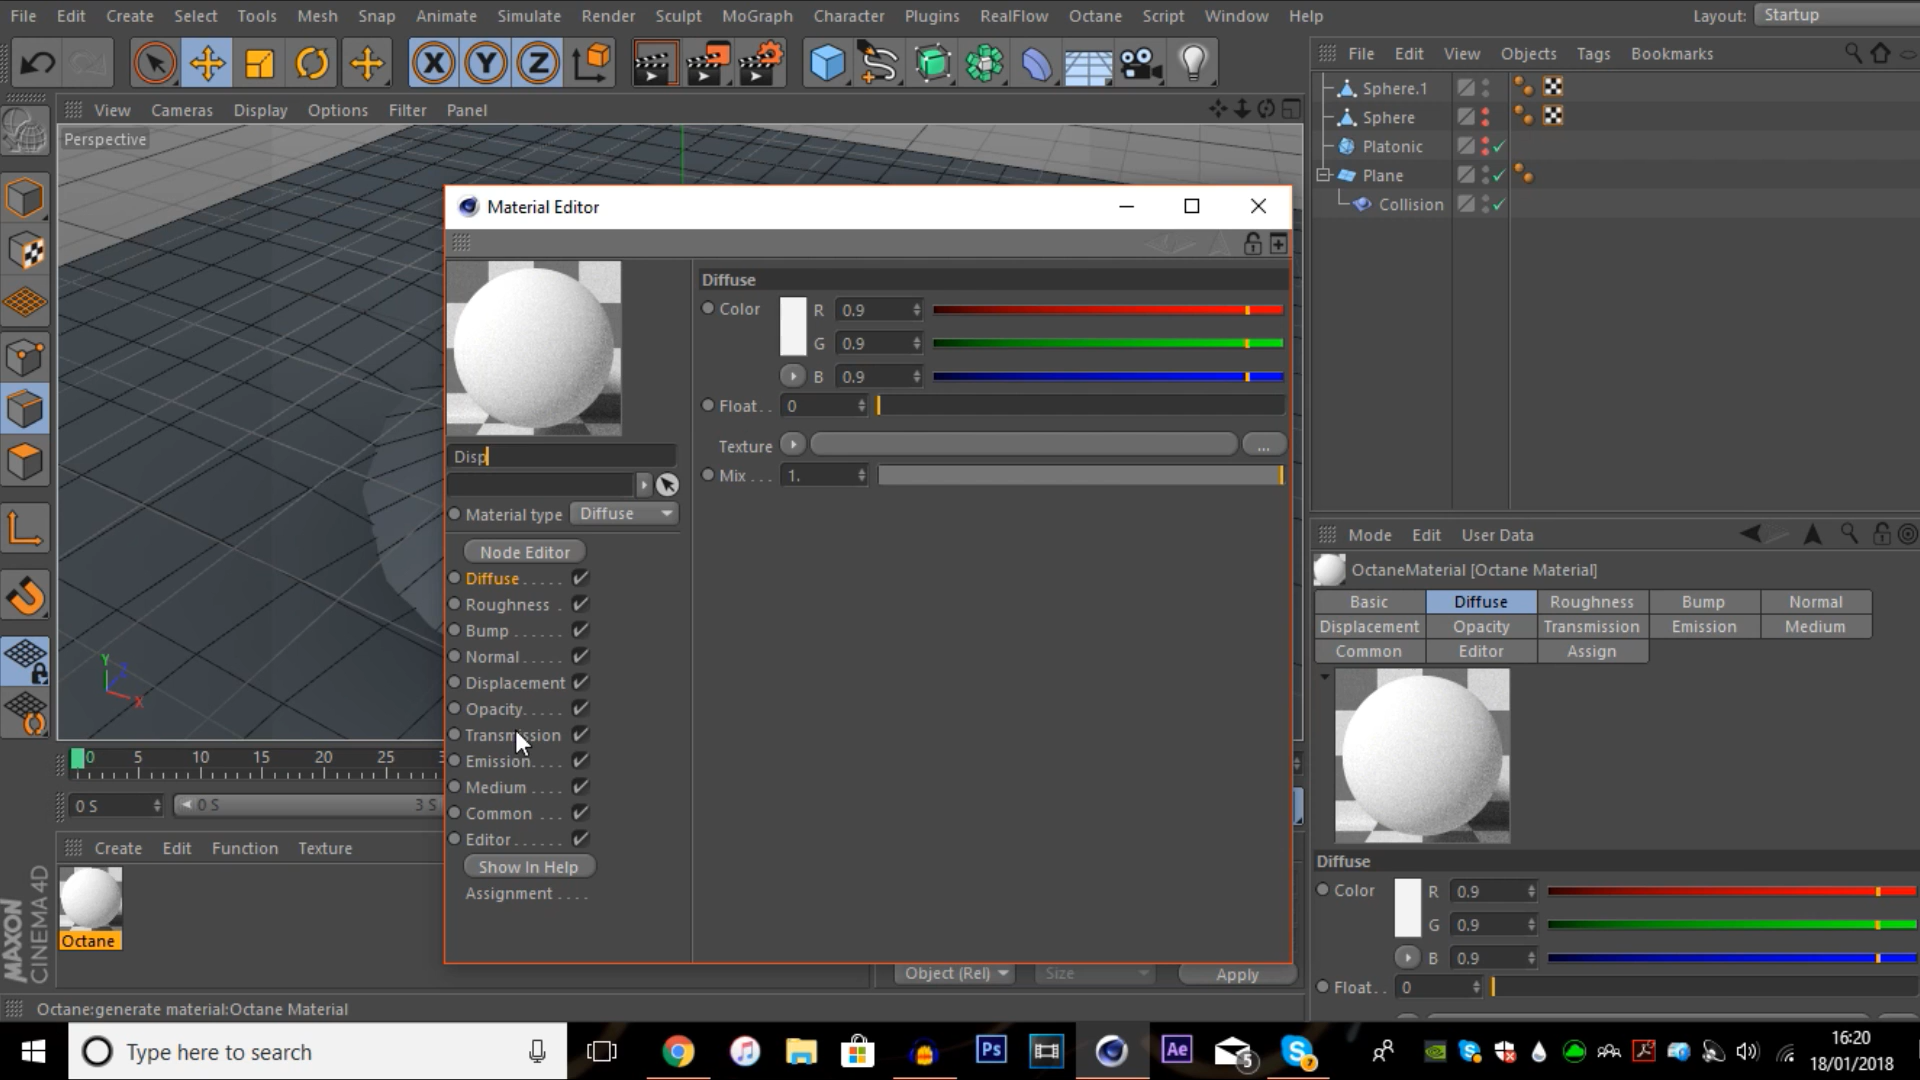 File Edit Create Select Tools Mesh Snap Animate Simulate Render Sculpt MoGraph Character Plugins RealFlow Octane Script Window Help Layout: Startup
X Y Z
File Edit View Objects Tags Bookmarks
Sphere.1
Sphere
Platonic
Plane
Collision
View Cameras Display Options Filter Panel
Perspective
Y
X
Material Editor
Disp
Material type Diffuse
Node Editor
Diffuse . . . . .
Roughness .
Bump . . . . . .
Normal . . . . .
Displacement
Opacity. . . . .
Transmission
Emission. . . .
Medium . . . .
Common . . .
Editor . . . . . .
Show In Help
Assignment . . . .
Diffuse
Color R 0.9
G 0.9
B 0.9
Float. . 0
Texture ...
Mix . . . 1.
Mode Edit User Data
OctaneMaterial [Octane Material]
Basic Diffuse Roughness Bump Normal
Displacement Opacity Transmission Emission Medium
Common Editor Assign
Diffuse
Color R 0.9
G 0.9
B 0.9
Float. . 0
0 5 10 15 20 25
0 S 0 S 3 S
Create Edit Function Texture
MAXON
CINEMA 4D
Octane
Object (Rel) Size Apply
Octane:generate material:Octane Material
Type here to search
Ps Ae 5
16:20
18/01/2018